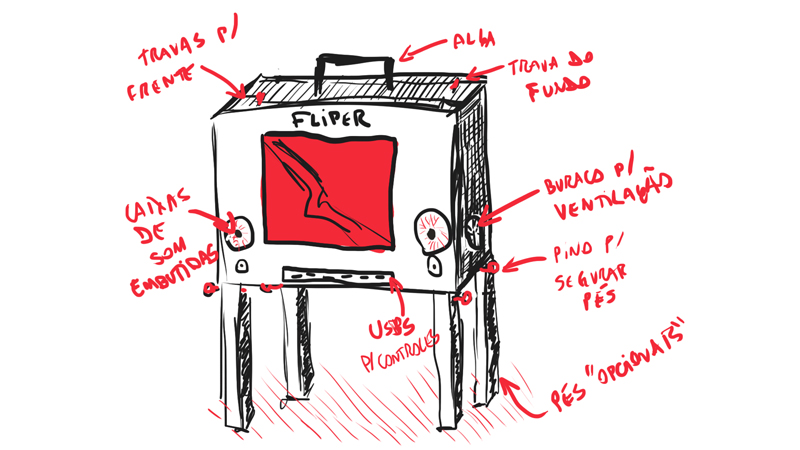 TRAVAS P/
FRENTE
ALÇA
TRAVA DO
FUNDO
FLIPER
BURACO P/
VENTILAÇÃO
CAIXAS
DE
SOM
EMBUTIDAS
PINO P/
SEGURAR
PÉS
USBS
P/CONTROLES
PÉS "OPCIONAIS"